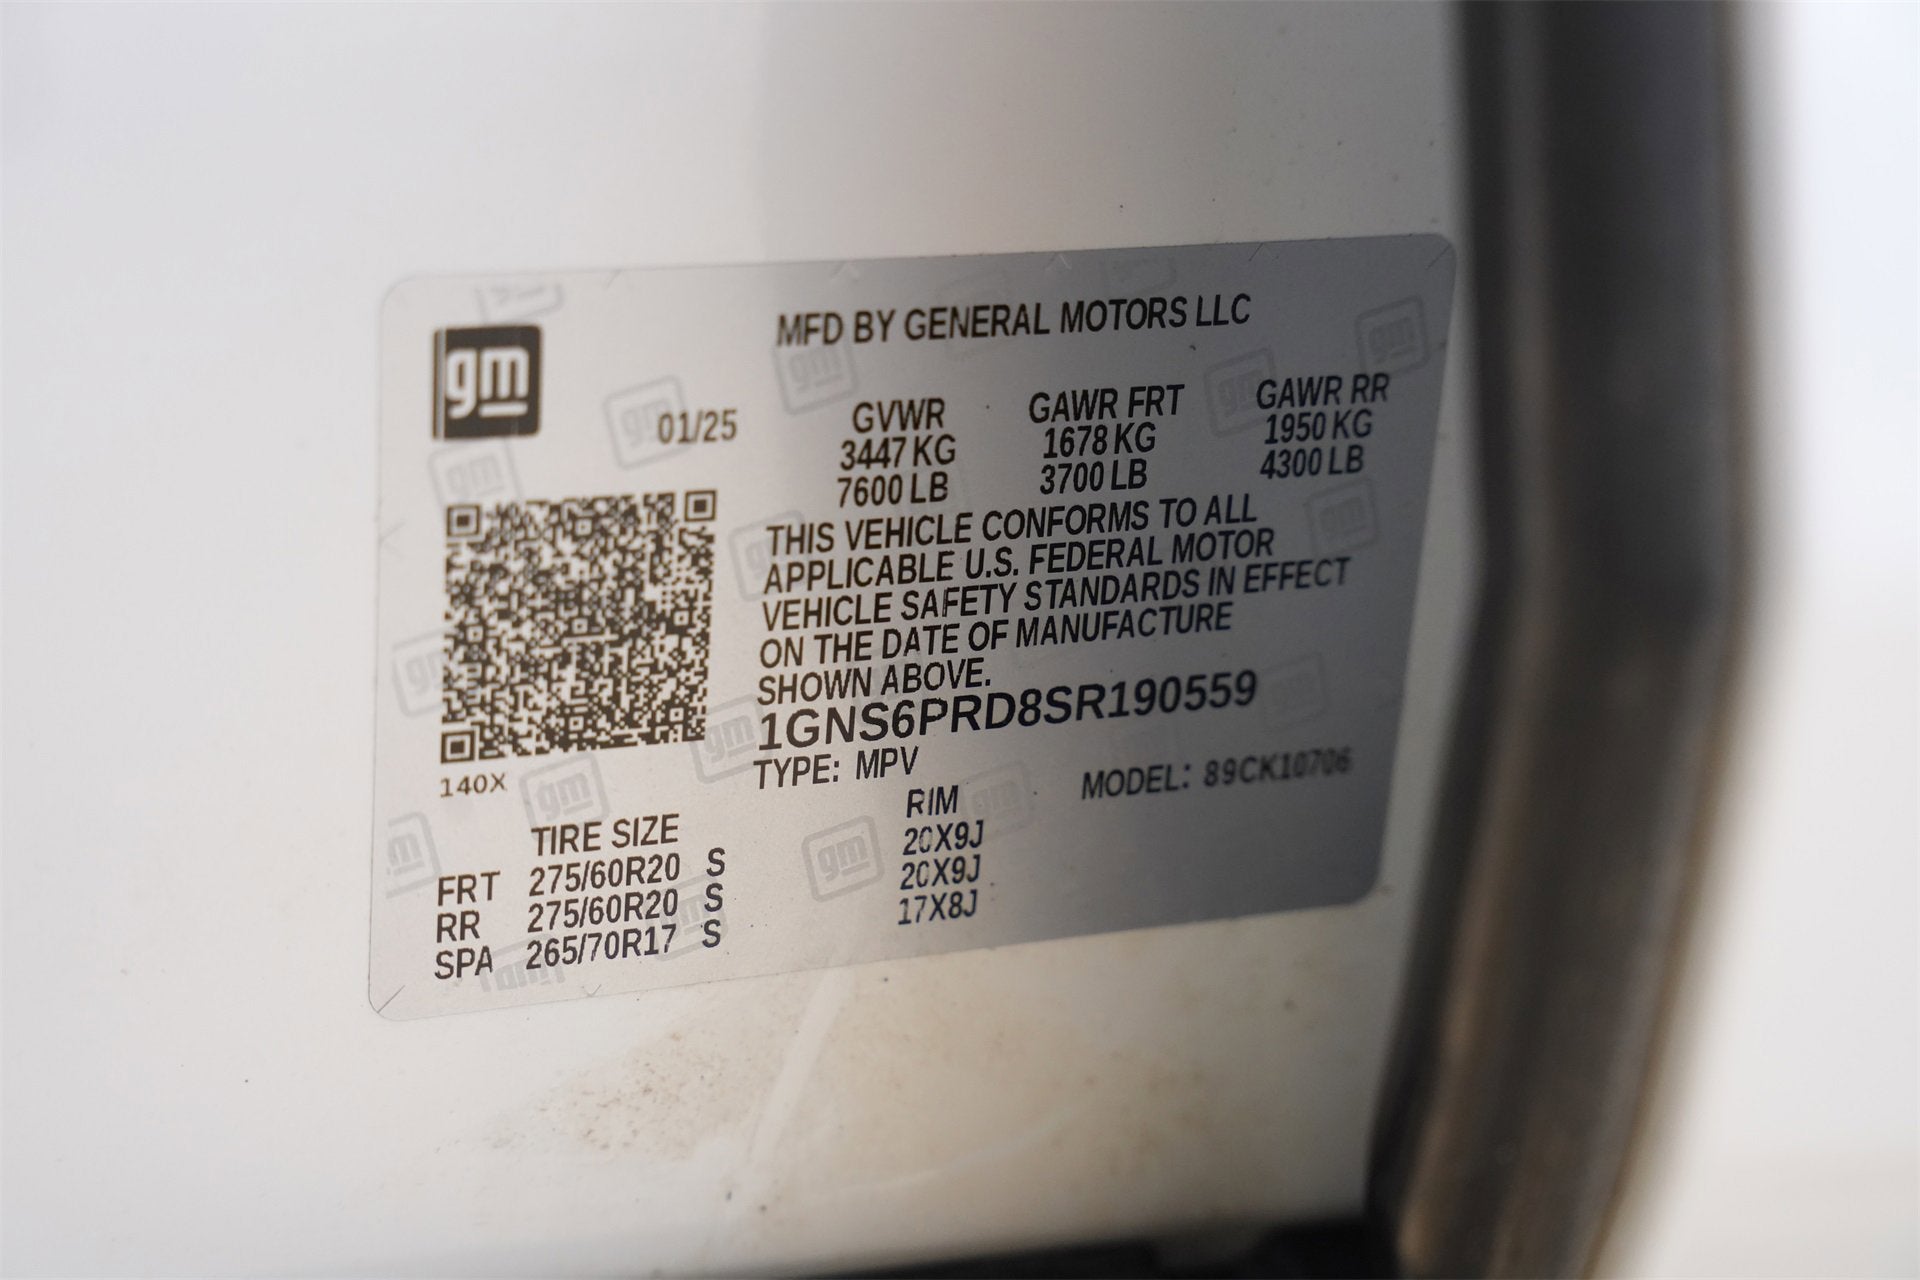 gm
MFD BY GENERAL MOTORS LLC
01/25
GVWR GAWR FRT GAWR RR
3447 KG 1678 KG 1950 KG
7600 LB 3700 LB 4300 LB
THIS VEHICLE CONFORMS TO ALL
APPLICABLE U.S. FEDERAL MOTOR
VEHICLE SAFETY STANDARDS IN EFFECT
ON THE DATE OF MANUFACTURE
SHOWN ABOVE.
1GNS6PRD8SR190559
140X
TYPE: MPV MODEL: 89CK10706
TIRE SIZE RIM
FRT 275/60R20 S 20X9J
RR 275/60R20 S 20X9J
SPA 265/70R17 S 17X8J